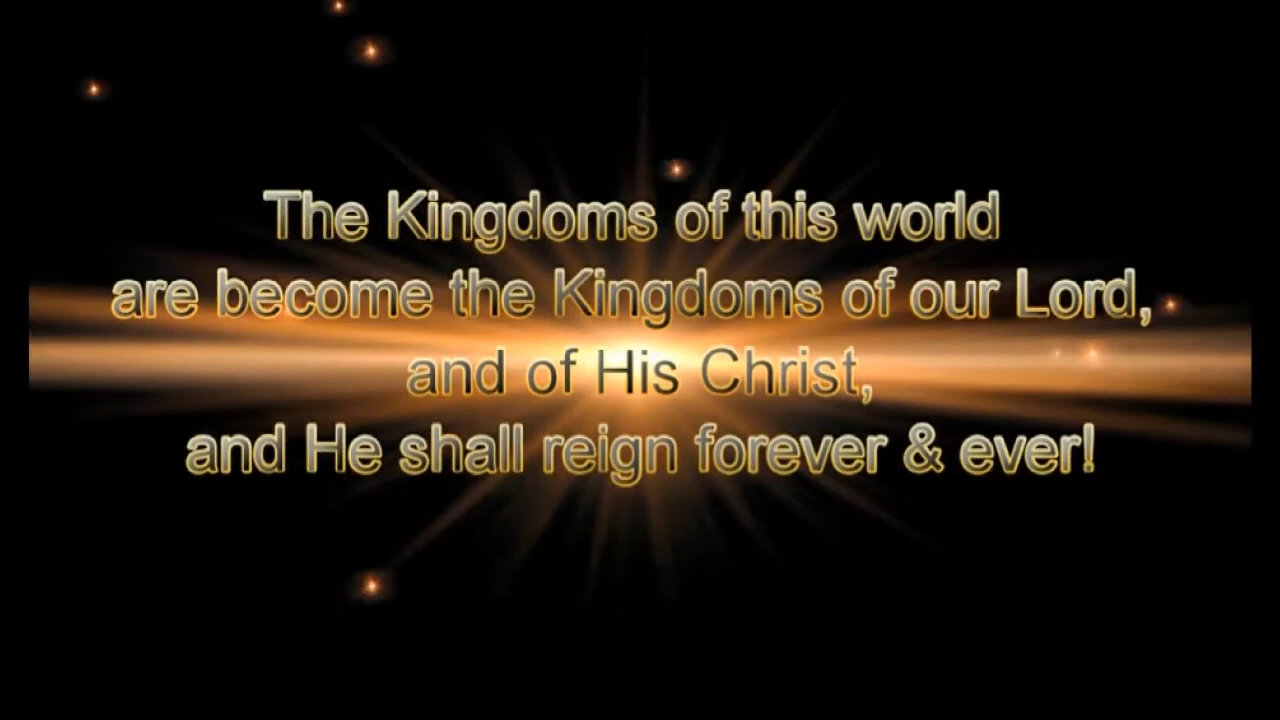 The Kingdoms of this world
are become the Kingdoms of our Lord,
and of His Christ,
and He shall reign forever & ever!